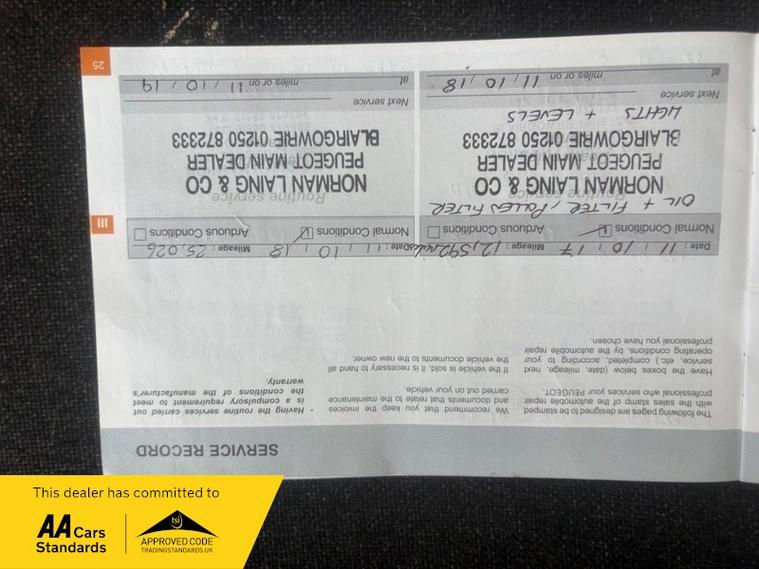 SERVICE RECORD
The following pages are designed to be stamped
with the sales stamp of the automobile repair
professional who services your PEUGEOT.
Have the boxes below (date, mileage, next
service, etc.) completed, according to your
operating conditions, by the automobile repair
professional you have chosen.
We recommend that you keep the invoices
and documents that relate to the maintenance
carried out on your vehicle.
If the vehicle is sold, it is necessary to hand all
the vehicle documents to the new owner.
• Having the routine services carried out
is a compulsory requirement to meet
the conditions of the manufacturer's
warranty.
Date : 11 / 10 / 17 Mileage : 12,592 miles
Normal Conditions Arduous Conditions
OIL + FILTER, POLLEN FILTER
Routine service
NORMAN LAING & CO
PEUGEOT MAIN DEALER
BLAIRGOWRIE 01250 872333
LIGHTS + LEVELS
Next service
at miles or on 11 / 10 / 18
Date : 11 / 10 / 18 Mileage : 25,026
Normal Conditions Arduous Conditions
Routine service
NORMAN LAING & CO
PEUGEOT MAIN DEALER
BLAIRGOWRIE 01250 872333
Next service
at miles or on 11 / 10 / 19
III
25
This dealer has committed to
AA Cars
Standards
tsi
APPROVED CODE
TRADINGSTANDARDS.UK